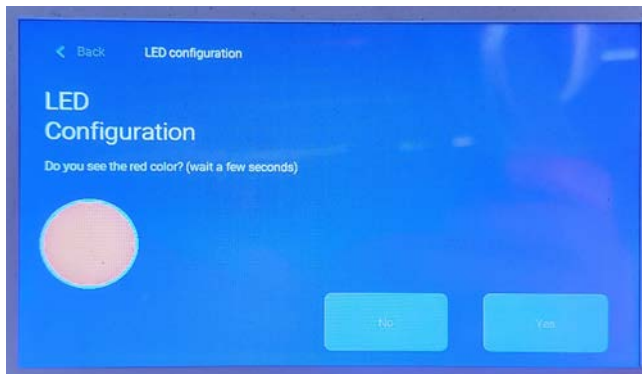 Back LED configuration
LED
Configuration
Do you see the red color? (wait a few seconds)
No Yes